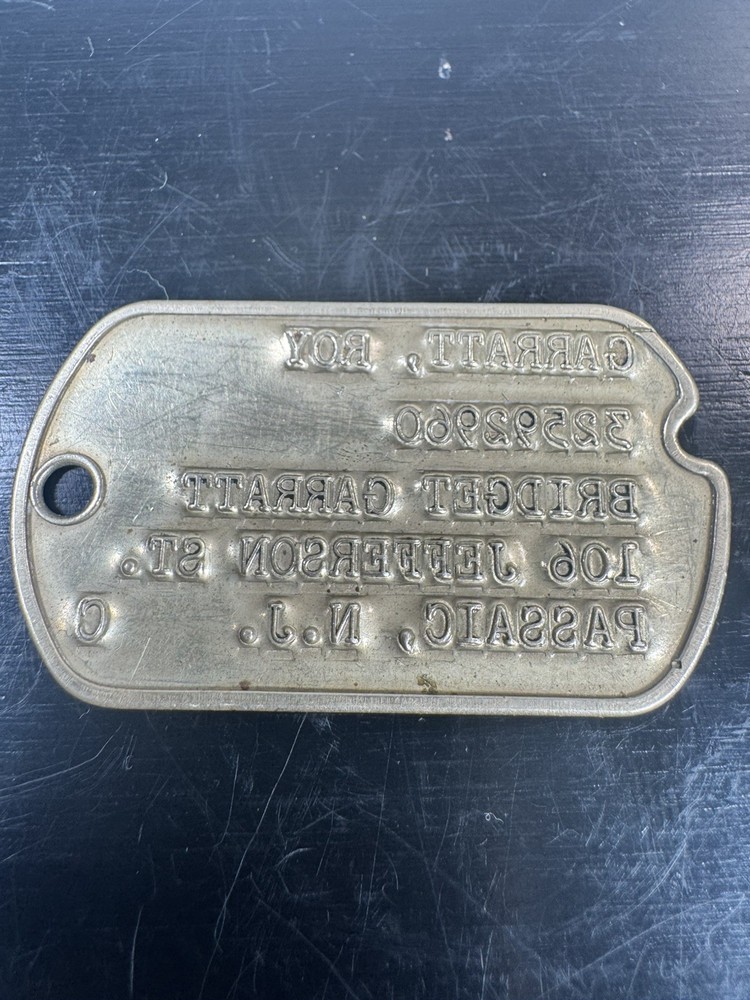 GARRATT, ROY
32592960
BRIDGET GARRATT
106 JEFFERSON ST.
PASSAIC, N.J. C